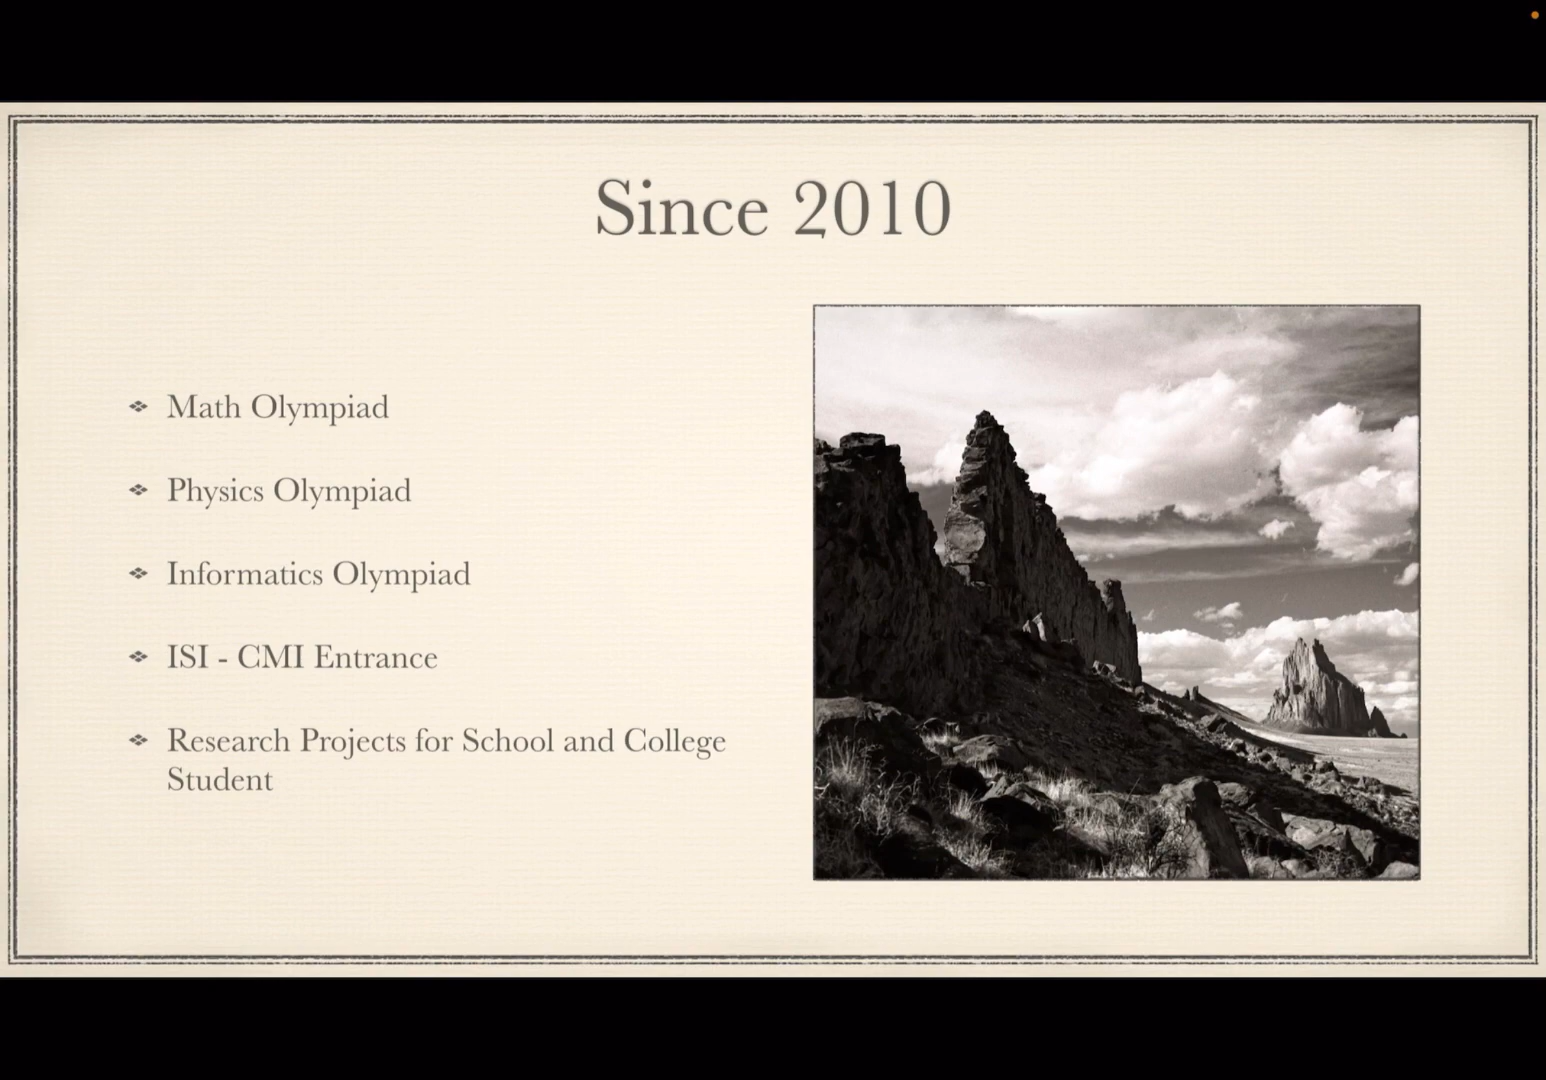 Since 2010
Math Olympiad
Physics Olympiad
Informatics Olympiad
ISI - CMI Entrance
Research Projects for School and College
Student